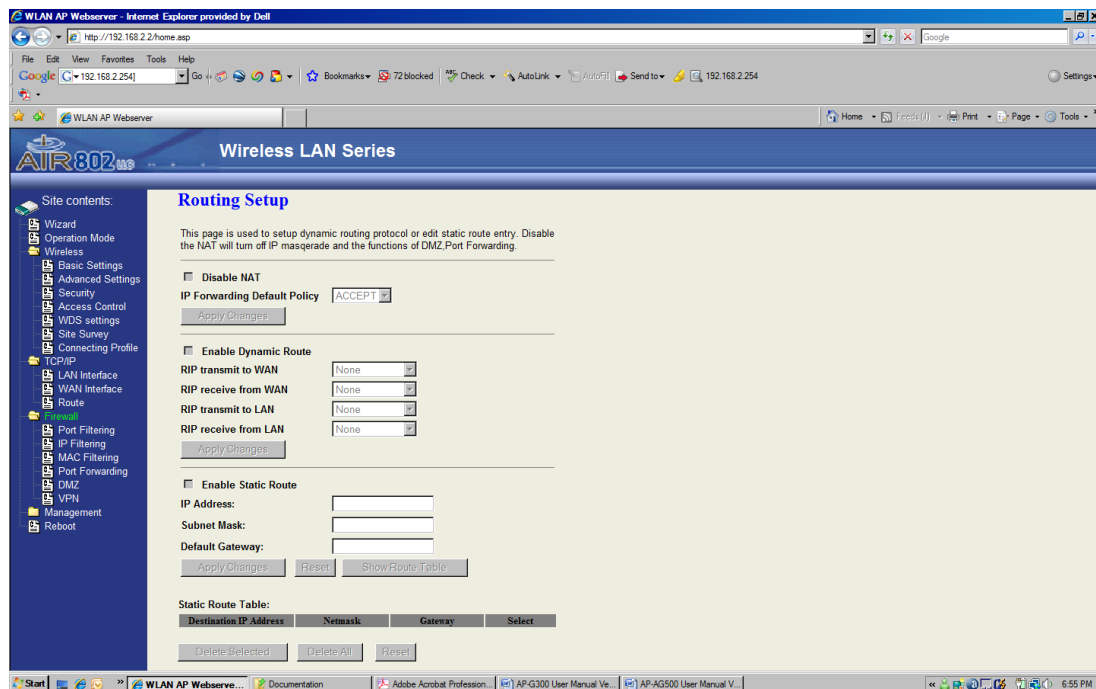 WLAN AP Webserver - Internet Explorer provided by Dell
http://192.168.2.2/home.asp
Google
File Edit View Favorites Tools Help
Google G 192.168.2.254] Go Bookmarks 72 blocked Check AutoLink AutoFill Send to 192.168.2.254 Settings
WLAN AP Webserver
Home Feeds (J) Print Page Tools
AIR802 Wireless LAN Series
Site contents:
Wizard
Operation Mode
Wireless
Basic Settings
Advanced Settings
Security
Access Control
WDS settings
Site Survey
Connecting Profile
TCP/IP
LAN Interface
WAN Interface
Route
Firewall
Port Filtering
IP Filtering
MAC Filtering
Port Forwarding
DMZ
VPN
Management
Reboot
Routing Setup
This page is used to setup dynamic routing protocol or edit static route entry. Disable
the NAT will turn off IP masqerade and the functions of DMZ,Port Forwarding.
Disable NAT
IP Forwarding Default Policy ACCEPT
Apply Changes
Enable Dynamic Route
RIP transmit to WAN None
RIP receive from WAN None
RIP transmit to LAN None
RIP receive from LAN None
Apply Changes
Enable Static Route
IP Address:
Subnet Mask:
Default Gateway:
Apply Changes Reset Show Route Table
Static Route Table:
Destination IP Address Netmask Gateway Select
Delete Selected Delete All Reset
Start WLAN AP Webserve... Documentation Adobe Acrobat Profession... AP-G300 User Manual Ve... AP-AG500 User Manual V... 6:55 PM